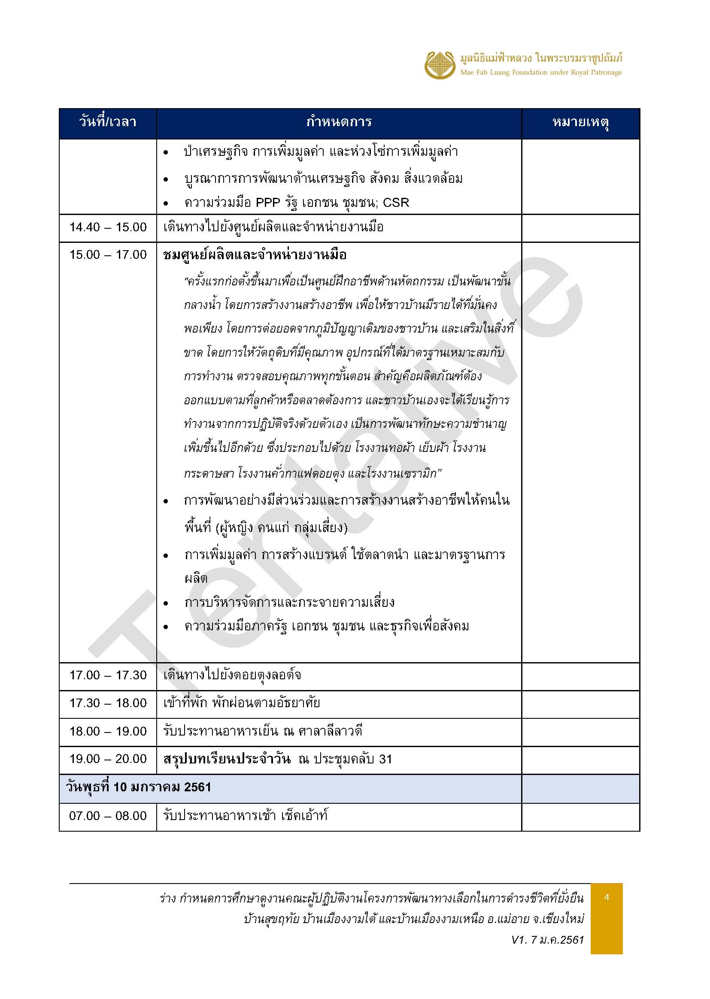 มูลนิธิแม่ฟ้าหลวง ในพระบรมราชูปถัมภ์
Mae Fah Luang Foundation under Royal Patronage
วันที่/เวลา กำหนดการ หมายเหตุ
• ป่าเศรษฐกิจ การเพิ่มมูลค่า และห่วงโซ่การเพิ่มมูลค่า
• บูรณาการการพัฒนาด้านเศรษฐกิจ สังคม สิ่งแวดล้อม
• ความร่วมมือ PPP รัฐ เอกชน ชุมชน; CSR
14.40 – 15.00 เดินทางไปยังศูนย์ผลิตและจำหน่ายงานมือ
15.00 – 17.00 ชมศูนย์ผลิตและจำหน่ายงานมือ
"ครั้งแรกก่อตั้งขึ้นมาเพื่อเป็นศูนย์ฝึกอาชีพด้านหัตถกรรม เป็นพัฒนาขั้น
กลางน้ำ โดยการสร้างงานสร้างอาชีพ เพื่อให้ชาวบ้านมีรายได้ที่มั่นคง
พอเพียง โดยการต่อยอดจากภูมิปัญญาเดิมของชาวบ้าน และเสริมในสิ่งที่
ขาด โดยการให้วัตถุดิบที่มีคุณภาพ อุปกรณ์ที่ได้มาตรฐานเหมาะสมกับ
การทำงาน ตรวจสอบคุณภาพทุกขั้นตอน สำคัญคือผลิตภัณฑ์ต้อง
ออกแบบตามที่ลูกค้าหรือตลาดต้องการ และชาวบ้านเองจะได้เรียนรู้การ
ทำงานจากการปฏิบัติจริงด้วยตัวเอง เป็นการพัฒนาทักษะความชำนาญ
เพิ่มขึ้นไปอีกด้วย ซึ่งประกอบไปด้วย โรงงานทอผ้า เย็บผ้า โรงงาน
กระดาษสา โรงงานคั่วกาแฟดอยตุง และโรงงานเซรามิก”
• การพัฒนาอย่างมีส่วนร่วมและการสร้างงานสร้างอาชีพให้คนใน
พื้นที่ (ผู้หญิง คนแก่ กลุ่มเสี่ยง)
• การเพิ่มมูลค่า การสร้างแบรนด์ ใช้ตลาดนำ และมาตรฐานการ
ผลิต
• การบริหารจัดการและกระจายความเสี่ยง
• ความร่วมมือภาครัฐ เอกชน ชุมชน และธุรกิจเพื่อสังคม
17.00 – 17.30 เดินทางไปยังดอยตุงลอด์จ
17.30 – 18.00 เข้าที่พัก พักผ่อนตามอัธยาศัย
18.00 – 19.00 รับประทานอาหารเย็น ณ ศาลาลีลาวดี
19.00 – 20.00 สรุปบทเรียนประจำวัน ณ ประชุมคลับ 31
วันพุธที่ 10 มกราคม 2561
07.00 – 08.00 รับประทานอาหารเช้า เช็คเอ้าท์
Tentative
ร่าง กำหนดการศึกษาดูงานคณะผู้ปฏิบัติงานโครงการพัฒนาทางเลือกในการดำรงชีวิตที่ยั่งยืน 4
บ้านสุขฤทัย บ้านเมืองงามใต้ และบ้านเมืองงามเหนือ อ.แม่อาย จ.เชียงใหม่
V1. 7 ม.ค.2561